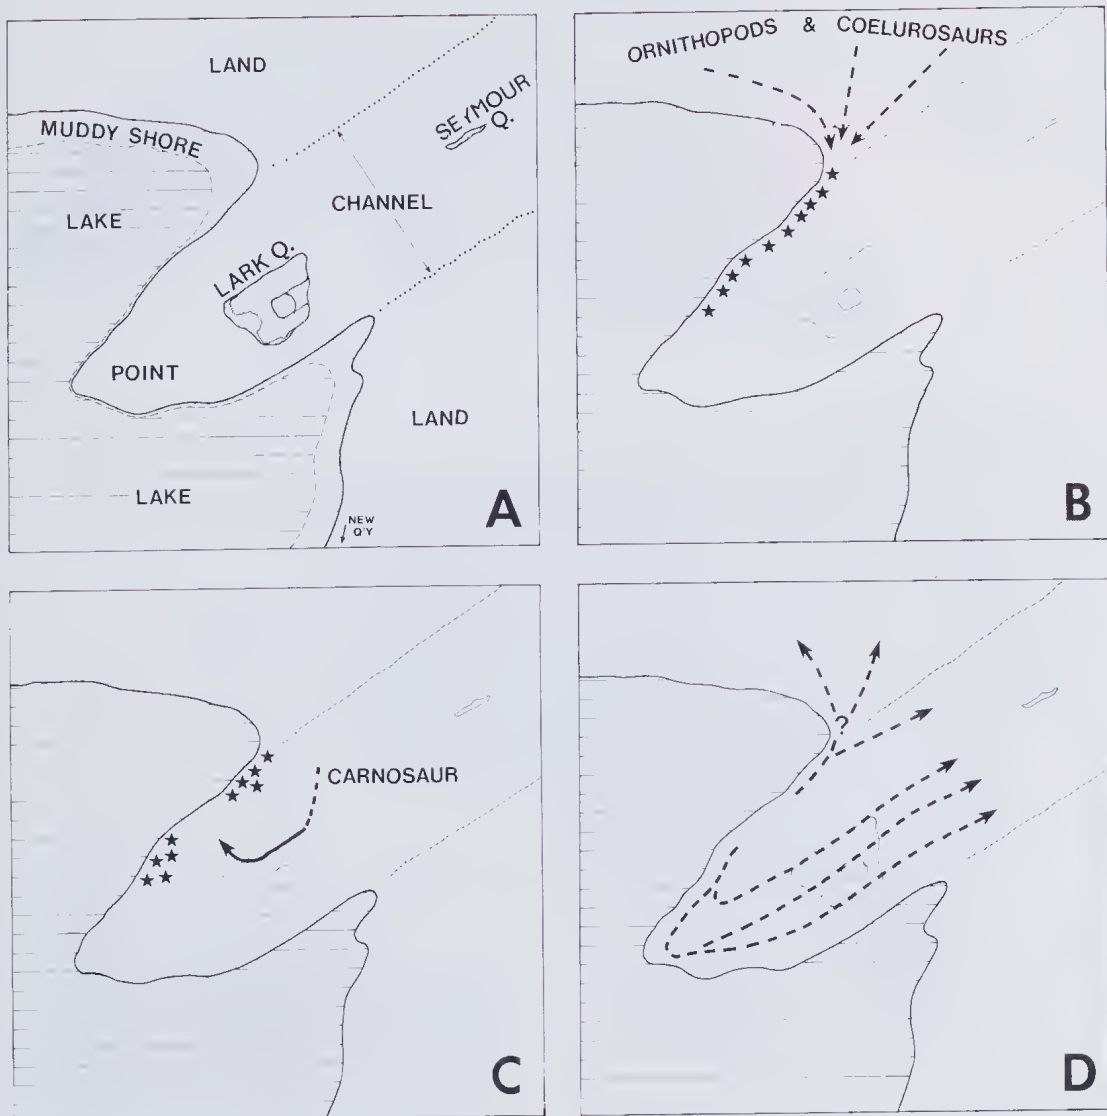 LAND
SEYMOUR
Q.
MUDDY SHORE
CHANNEL
LAKE
LARK Q.
POINT
LAND
LAKE
NEW
Q'Y
A
ORNITHOPODS & COELUROSAURS
B
CARNOSAUR
C
?
D